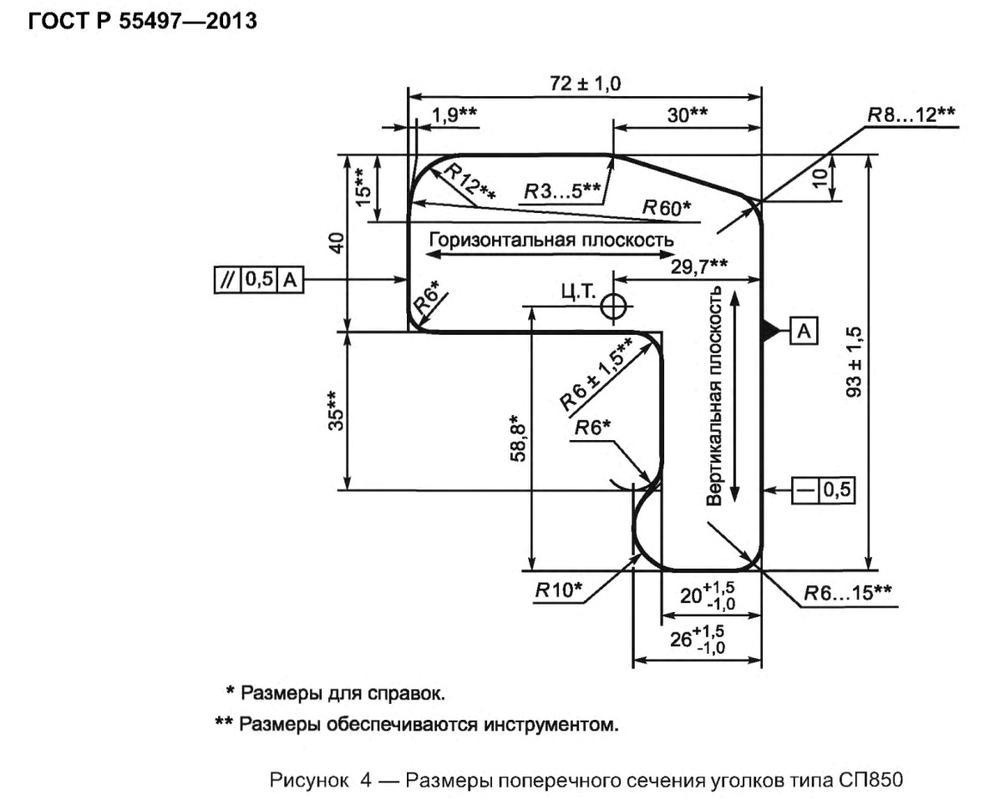 ГОСТ Р 55497—2013
72 ± 1,0
1,9**
30**
R8...12**
15**
R12**
R3...5**
10
R60*
Горизонтальная плоскость
40
29,7**
// 0,5 А
R6*
Ц.Т.
Вертикальная плоскость
А
93 ± 1,5
R6 ± 1,5**
35**
58,8*
R6*
— 0,5
R10*
20+1,5 -1,0
R6...15**
26+1,5 -1,0
* Размеры для справок.
** Размеры обеспечиваются инструментом.
Рисунок 4 — Размеры поперечного сечения уголков типа СП850